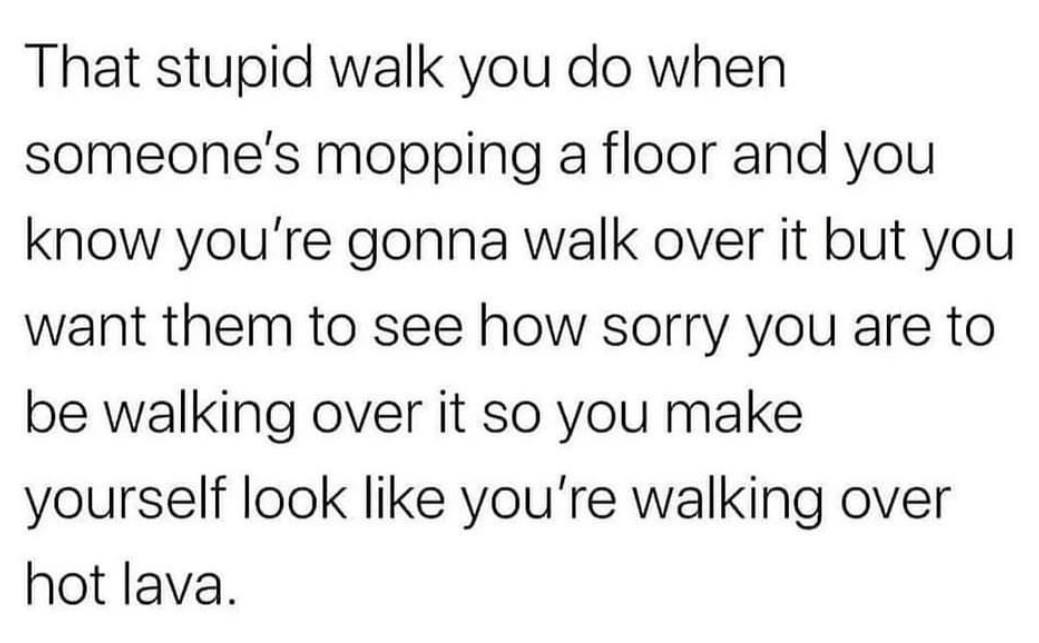 That stupid walk you do when
someone's mopping a floor and you
know you're gonna walk over it but you
want them to see how sorry you are to
be walking over it so you make
yourself look like you're walking over
hot lava.